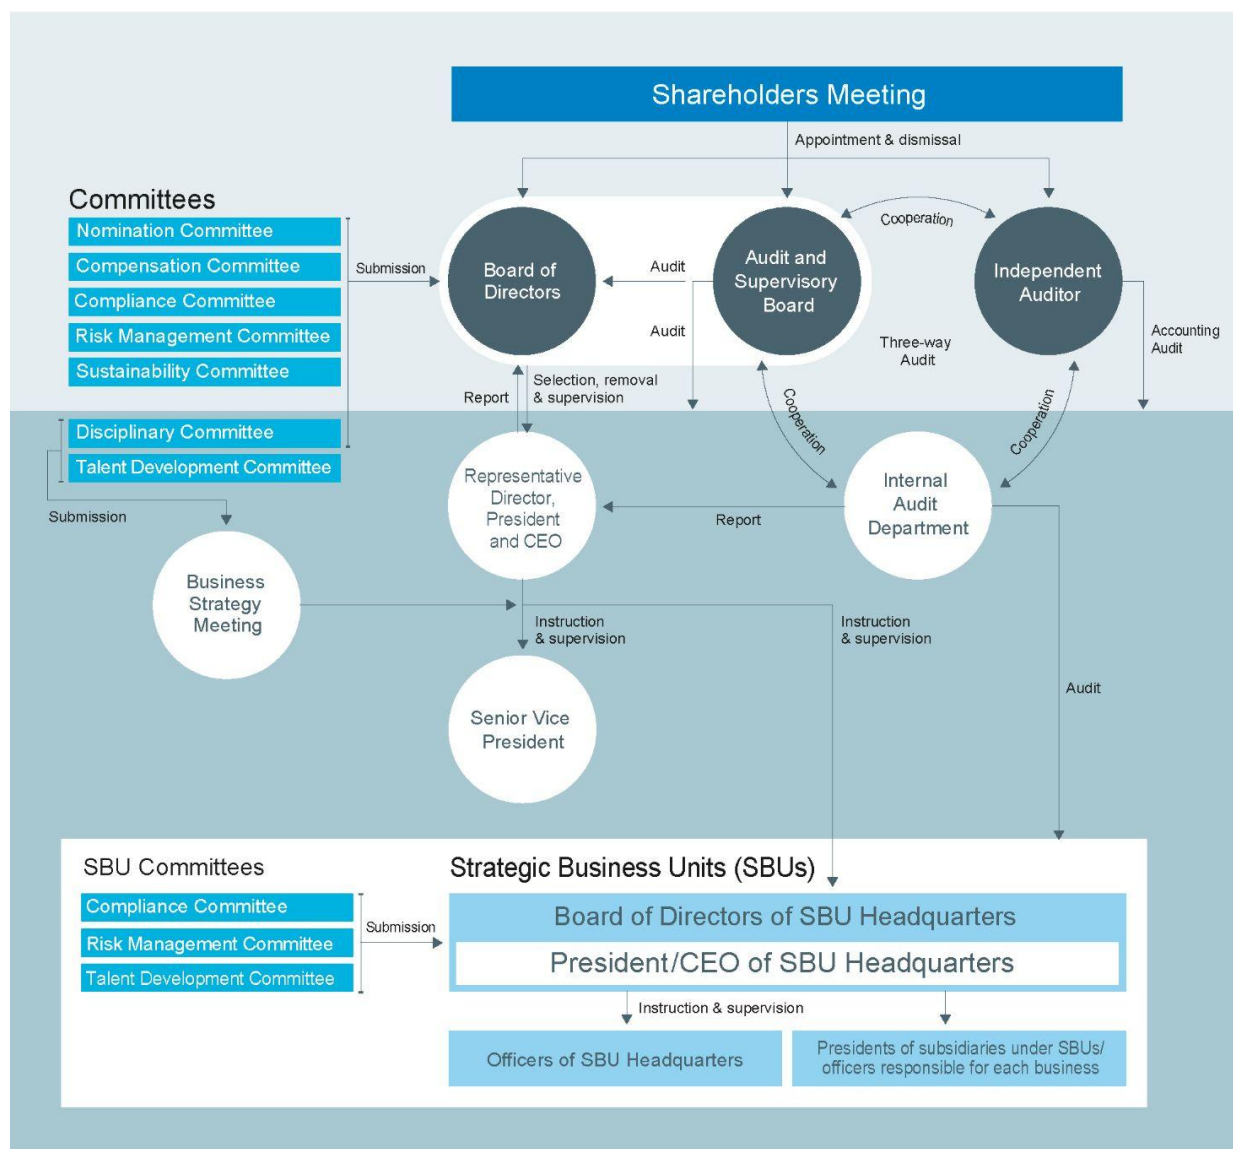 Shareholders Meeting
Appointment & dismissal
Committees
Nomination Committee
Compensation Committee
Compliance Committee
Risk Management Committee
Sustainability Committee
Disciplinary Committee
Talent Development Committee
Submission
Submission
Board of
Directors
Audit
Audit
Audit and
Supervisory
Board
Cooperation
Independent
Auditor
Three-way
Audit
Accounting
Audit
Report
Selection, removal
& supervision
Cooperation
Cooperation
Representative
Director,
President
and CEO
Report
Internal
Audit
Department
Business
Strategy
Meeting
Instruction
& supervision
Instruction
& supervision
Audit
Senior Vice
President
SBU Committees
Compliance Committee
Risk Management Committee
Talent Development Committee
Submission
Strategic Business Units (SBUs)
Board of Directors of SBU Headquarters
President/CEO of SBU Headquarters
Instruction & supervision
Officers of SBU Headquarters
Presidents of subsidiaries under SBUs/
officers responsible for each business